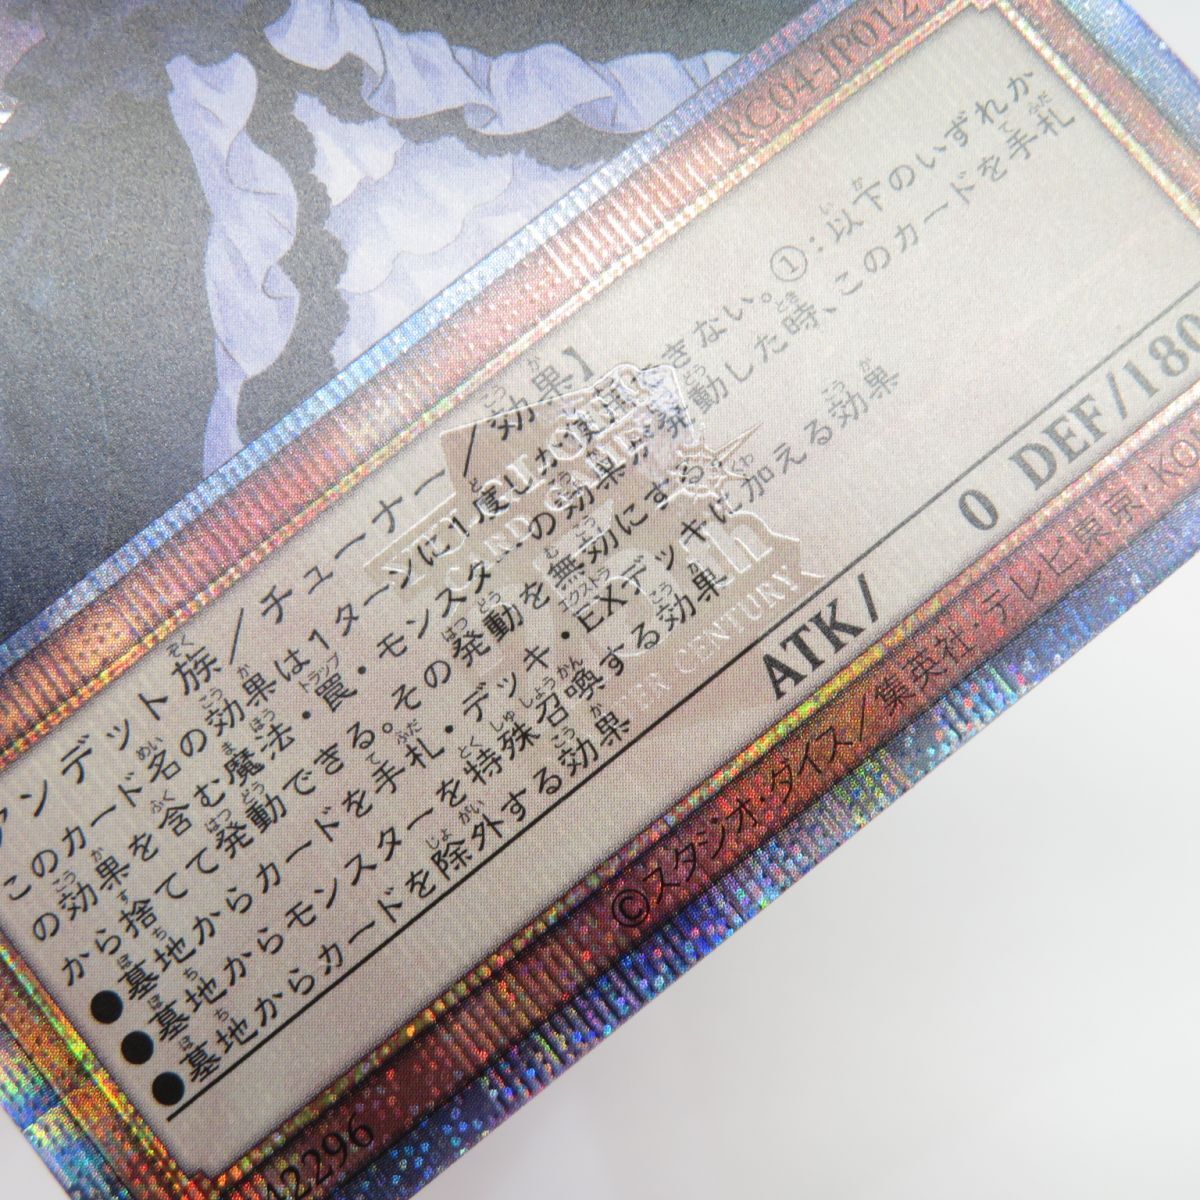 RC04-JP012
アンデット族／チューナー／効果】
このカード名の効果は1ターンに1度しか使用できない。①：以下のいずれか
の効果を含む魔法・罠・モンスターの効果が発動した時、このカードを手札
から捨てて発動できる。その発動を無効にする。
●墓地からカードを手札・デッキ・EXデッキに加える効果
●墓地からモンスターを特殊召喚する効果
●墓地からカードを除外する効果
ATK/ 0 DEF/180
12296
©スタジオ・ダイス／集英社・テレビ東京・KO